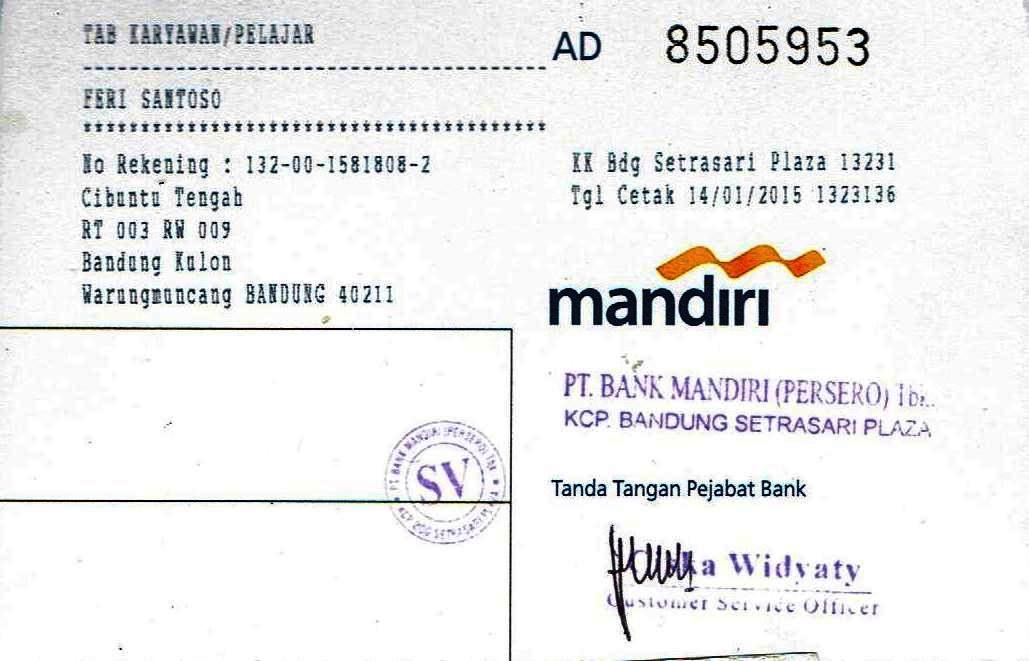 TAB KARYAWAN/PELAJAR
AD 8505953
FERI SANTOSO
No Rekening : 132-00-1581808-2
Cibuntu Tengah
RT 003 RW 009
Bandung Kulon
Warungmuncang BANDUNG 40211
KK Bdg Setrasari Plaza 13231
Tgl Cetak 14/01/2015 1323136
mandiri
PT. BANK MANDIRI (PERSERO) Tbk.
KCP. BANDUNG SETRASARI PLAZA
PT BANK MANDIRI (PERSERO) Tbk
SV
KCP BDG SETRASARI
Tanda Tangan Pejabat Bank
Widyaty
Customer Service Officer